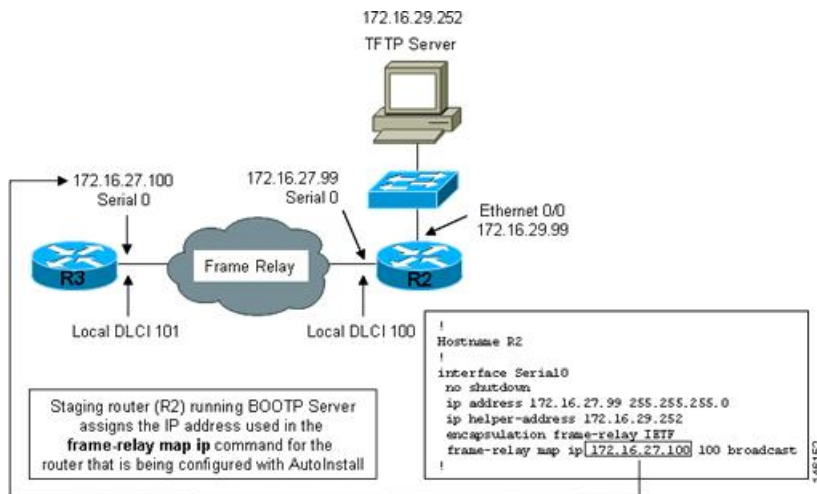 172.16.29.252
TFTP Server
172.16.27.100
Serial 0
172.16.27.99
Serial 0
Ethernet 0/0
172.16.29.99
R3
Frame Relay
R2
Local DLCI 101
Local DLCI 100
Staging router (R2) running BOOTP Server
assigns the IP address used in the
frame-relay map ip command for the
router that is being configured with AutoInstall
!
Hostname R2
!
interface Serial0
no shutdown
ip address 172.16.27.99 255.255.255.0
ip helper-address 172.16.29.252
encapsulation frame-relay IETF
frame-relay map ip 172.16.27.100 100 broadcast
!